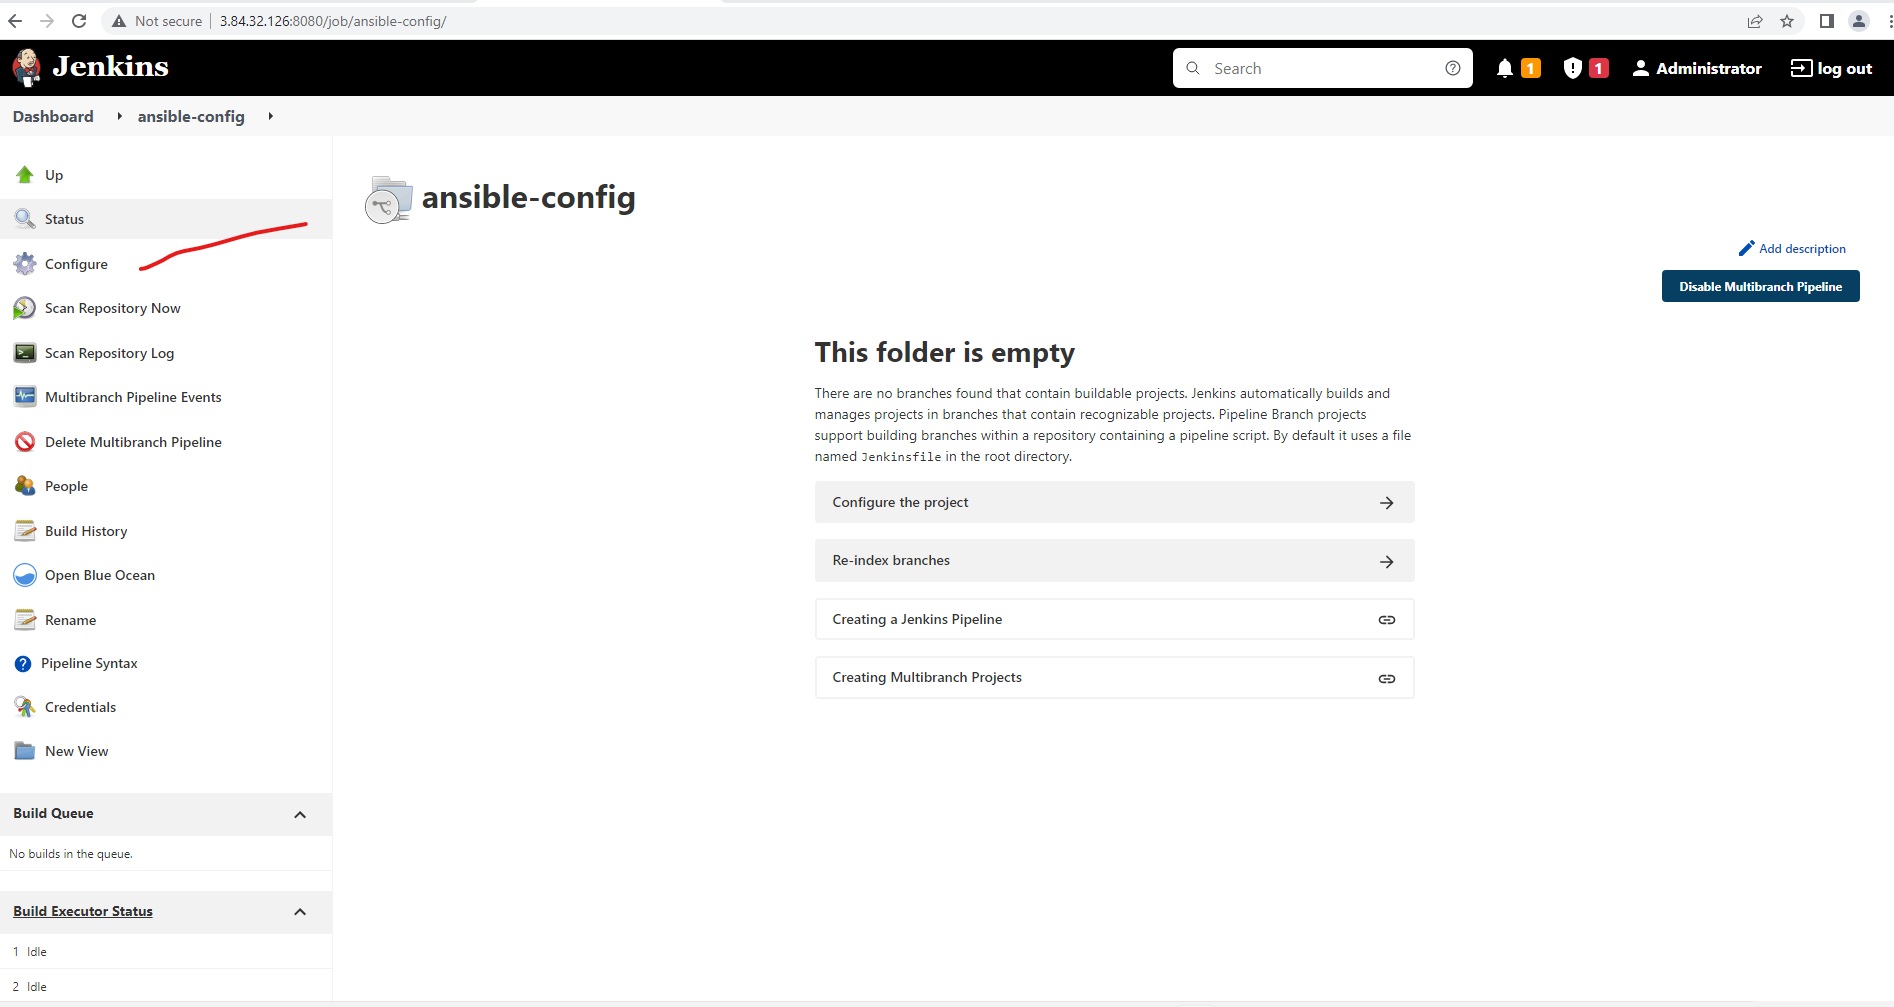 Not secure | 3.84.32.126:8080/job/ansible-config/
Jenkins
Search
1
1
Administrator
log out
Dashboard
ansible-config
Up
Status
Configure
Scan Repository Now
Scan Repository Log
Multibranch Pipeline Events
Delete Multibranch Pipeline
People
Build History
Open Blue Ocean
Rename
Pipeline Syntax
Credentials
New View
Build Queue
No builds in the queue.
Build Executor Status
1 Idle
2 Idle
ansible-config
Add description
Disable Multibranch Pipeline
This folder is empty
There are no branches found that contain buildable projects. Jenkins automatically builds and
manages projects in branches that contain recognizable projects. Pipeline Branch projects
support building branches within a repository containing a pipeline script. By default it uses a file
named Jenkinsfile in the root directory.
Configure the project
Re-index branches
Creating a Jenkins Pipeline
Creating Multibranch Projects